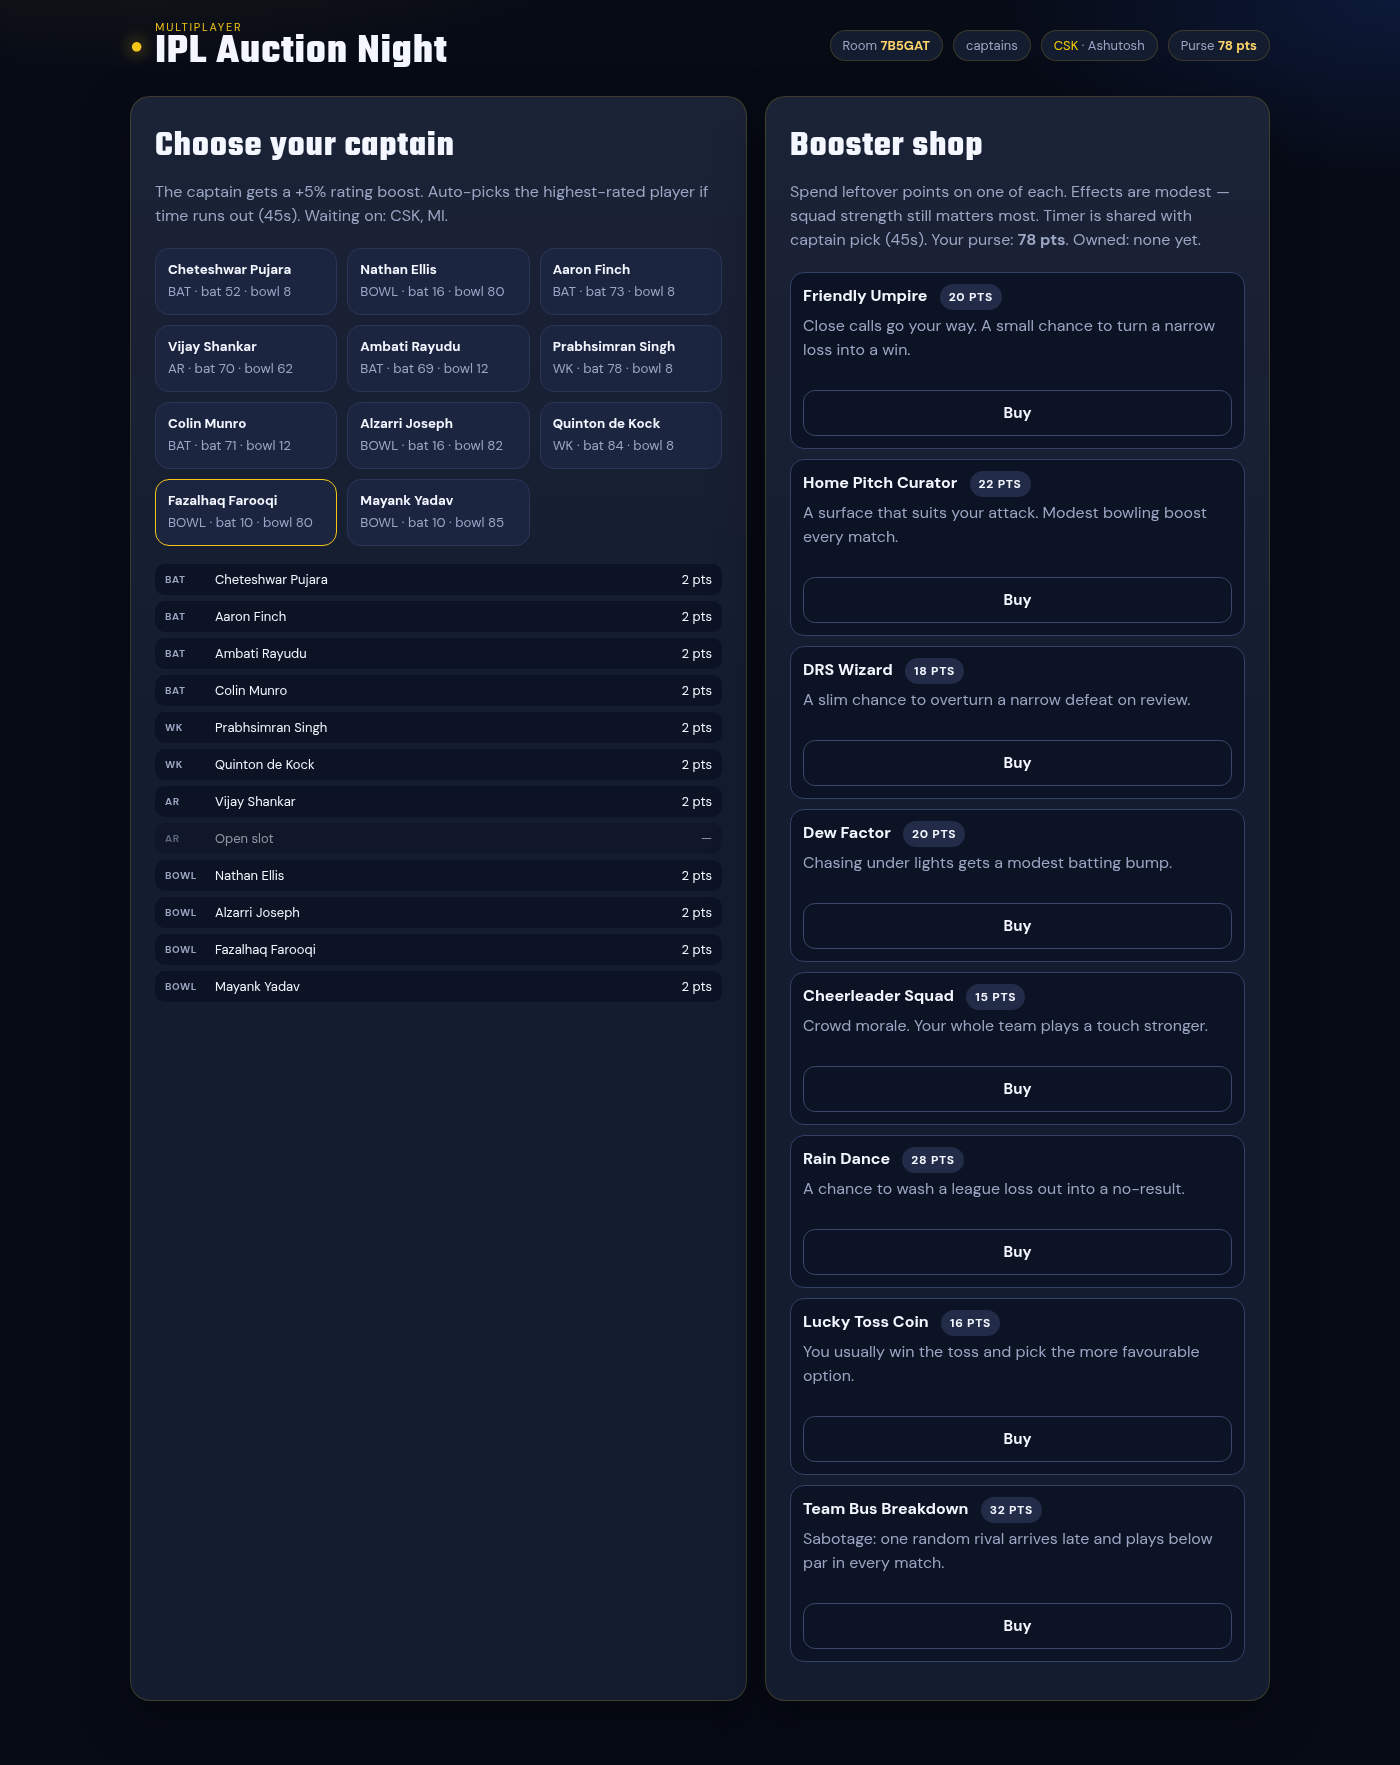 MULTIPLAYER
IPL Auction Night
Room 7B5GAT
captains
CSK · Ashutosh
Purse 78 pts
Choose your captain
The captain gets a +5% rating boost. Auto-picks the highest-rated player if
time runs out (45s). Waiting on: CSK, MI.
Cheteshwar Pujara
BAT · bat 52 · bowl 8
Nathan Ellis
BOWL · bat 16 · bowl 80
Aaron Finch
BAT · bat 73 · bowl 8
Vijay Shankar
AR · bat 70 · bowl 62
Ambati Rayudu
BAT · bat 69 · bowl 12
Prabhsimran Singh
WK · bat 78 · bowl 8
Colin Munro
BAT · bat 71 · bowl 12
Alzarri Joseph
BOWL · bat 16 · bowl 82
Quinton de Kock
WK · bat 84 · bowl 8
Fazalhaq Farooqi
BOWL · bat 10 · bowl 80
Mayank Yadav
BOWL · bat 10 · bowl 85
BAT Cheteshwar Pujara 2 pts
BAT Aaron Finch 2 pts
BAT Ambati Rayudu 2 pts
BAT Colin Munro 2 pts
WK Prabhsimran Singh 2 pts
WK Quinton de Kock 2 pts
AR Vijay Shankar 2 pts
AR Open slot —
BOWL Nathan Ellis 2 pts
BOWL Alzarri Joseph 2 pts
BOWL Fazalhaq Farooqi 2 pts
BOWL Mayank Yadav 2 pts
Booster shop
Spend leftover points on one of each. Effects are modest —
squad strength still matters most. Timer is shared with
captain pick (45s). Your purse: 78 pts. Owned: none yet.
Friendly Umpire 20 PTS
Close calls go your way. A small chance to turn a narrow
loss into a win.
Buy
Home Pitch Curator 22 PTS
A surface that suits your attack. Modest bowling boost
every match.
Buy
DRS Wizard 18 PTS
A slim chance to overturn a narrow defeat on review.
Buy
Dew Factor 20 PTS
Chasing under lights gets a modest batting bump.
Buy
Cheerleader Squad 15 PTS
Crowd morale. Your whole team plays a touch stronger.
Buy
Rain Dance 28 PTS
A chance to wash a league loss out into a no-result.
Buy
Lucky Toss Coin 16 PTS
You usually win the toss and pick the more favourable
option.
Buy
Team Bus Breakdown 32 PTS
Sabotage: one random rival arrives late and plays below
par in every match.
Buy